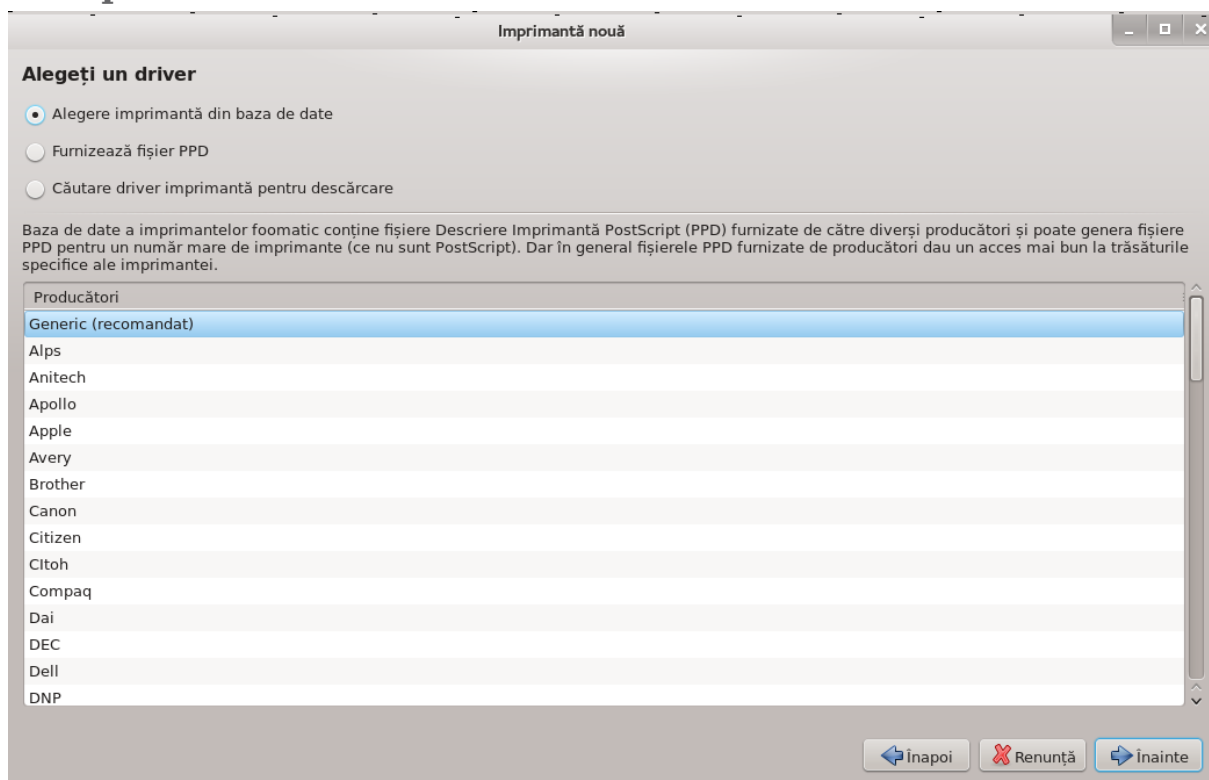 Imprimantă nouă
Alegeți un driver
Alegere imprimantă din baza de date
Furnizează fișier PPD
Căutare driver imprimantă pentru descărcare
Baza de date a imprimantelor foomatic conține fișiere Descriere Imprimantă PostScript (PPD) furnizate de către diverși producători și poate genera fișiere
PPD pentru un număr mare de imprimante (ce nu sunt PostScript). Dar în general fișierele PPD furnizate de producători dau un acces mai bun la trăsăturile
specifice ale imprimantei.
Producători
Generic (recomandat)
Alps
Anitech
Apollo
Apple
Avery
Brother
Canon
Citizen
CItoh
Compaq
Dai
DEC
Dell
DNP
Înapoi
Renunță
Înainte